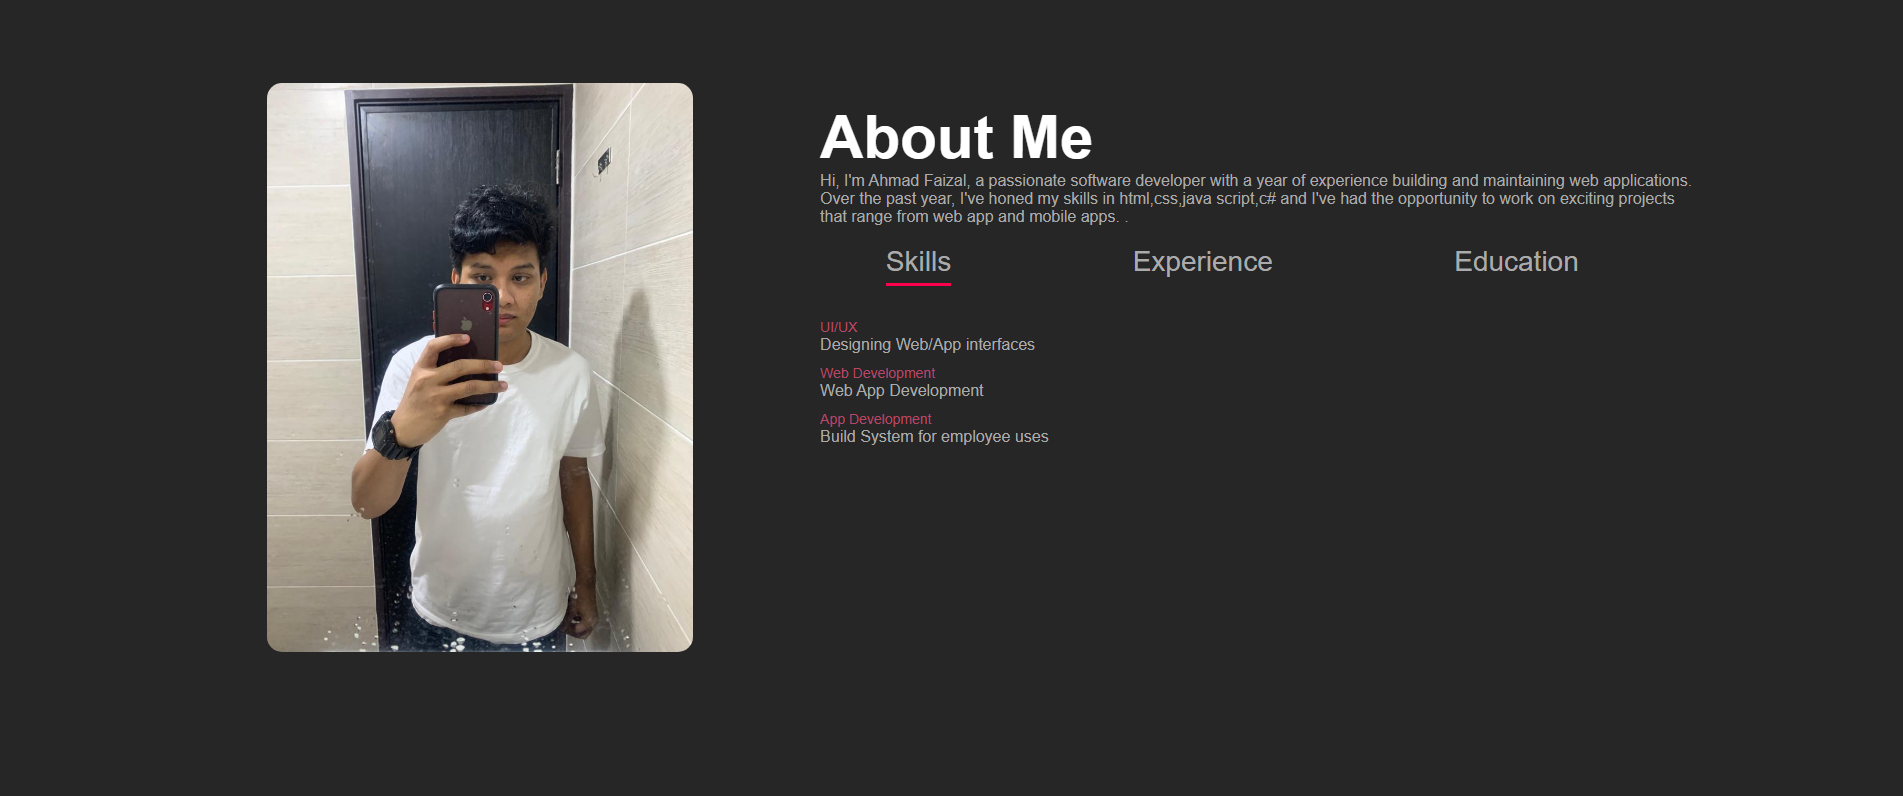 About Me
Hi, I'm Ahmad Faizal, a passionate software developer with a year of experience building and maintaining web applications.
Over the past year, I've honed my skills in html,css,java script,c# and I've had the opportunity to work on exciting projects
that range from web app and mobile apps. .
Skills Experience Education
UI/UX
Designing Web/App interfaces
Web Development
Web App Development
App Development
Build System for employee uses